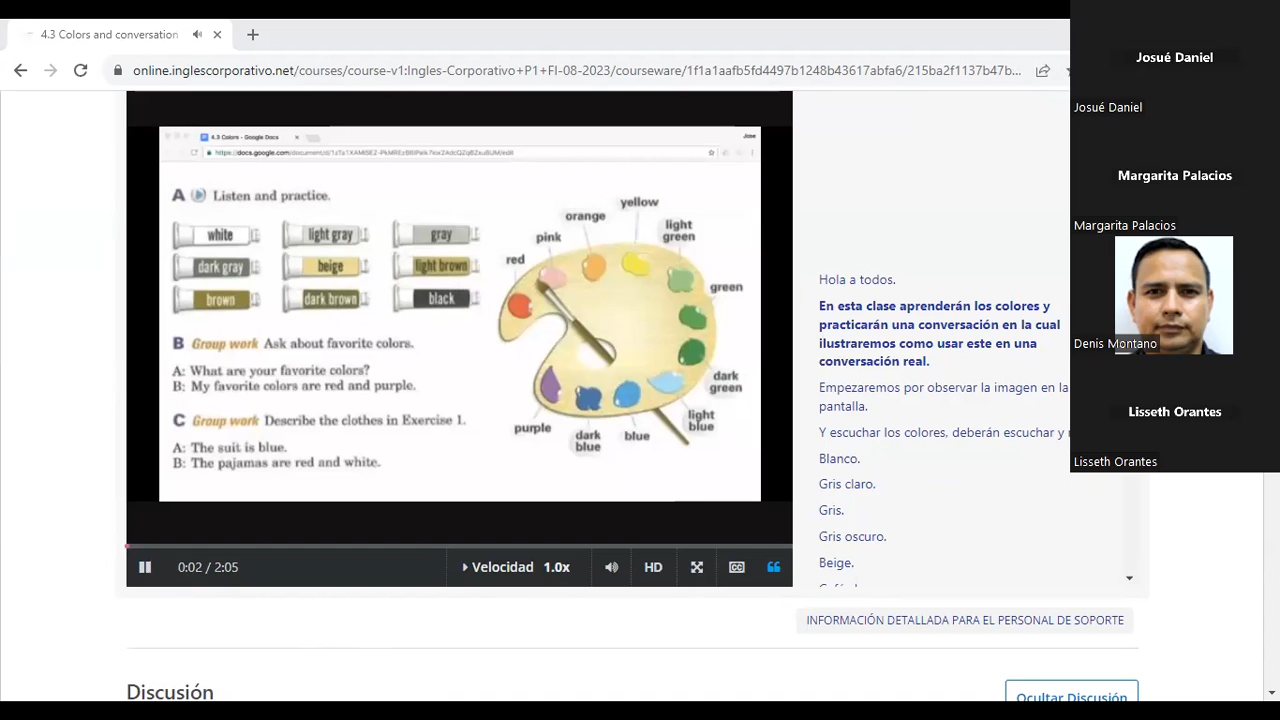 4.3 Colors and conversation
online.inglescorporativo.net/courses/course-v1:Ingles-Corporativo+P1+FI-08-2023/courseware/1f1a1aafb5fd4497b1248b43617abfa6/215ba2f1137b47b...
4.3 Colors - Google Docs
Jose
A Listen and practice.
white light gray gray
dark gray beige light brown
brown dark brown black
yellow
orange
light
green
pink
red
green
dark
green
light
blue
blue
dark
blue
purple
B Group work Ask about favorite colors.
A: What are your favorite colors?
B: My favorite colors are red and purple.
C Group work Describe the clothes in Exercise 1.
A: The suit is blue.
B: The pajamas are red and white.
0:02 / 2:05
Velocidad 1.0x
HD
CC
Hola a todos.
En esta clase aprenderán los colores y
practicarán una conversación en la cual
ilustraremos como usar este en una
conversación real.
Empezaremos por observar la imagen en la
pantalla.
Y escuchar los colores, deberán escuchar y
Blanco.
Gris claro.
Gris.
Gris oscuro.
Beige.
INFORMACIÓN DETALLADA PARA EL PERSONAL DE SOPORTE
Discusión
Ocultar Discusión
Josué Daniel
Josué Daniel
Margarita Palacios
Margarita Palacios
Denis Montano
Lisseth Orantes
Lisseth Orantes